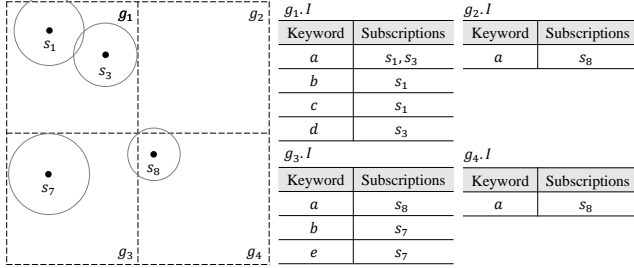 g₁ g₂
s₁
s₃
s₇
s₈
g₃ g₄
g₁.I
Keyword Subscriptions
a s₁, s₃
b s₁
c s₁
d s₃
g₂.I
Keyword Subscriptions
a s₈
g₃.I
Keyword Subscriptions
a s₈
b s₇
e s₇
g₄.I
Keyword Subscriptions
a s₈